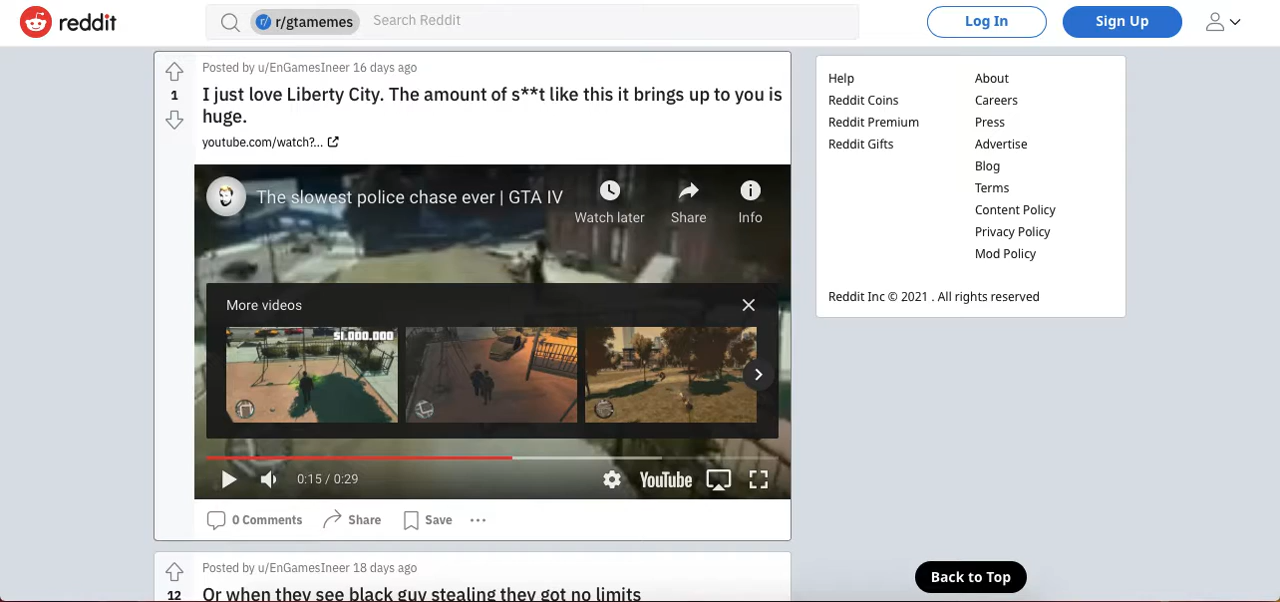 reddit
r/gtamemes
Search Reddit
Log In
Sign Up
Posted by u/EnGamesIneer 16 days ago
1
I just love Liberty City. The amount of s**t like this it brings up to you is
huge.
youtube.com/watch?...
The slowest police chase ever | GTA IV
Watch later
Share
Info
More videos
$1.000.000
0:15 / 0:29
YouTube
0 Comments
Share
Save
Posted by u/EnGamesIneer 18 days ago
12
Or when they see black guy stealing they got no limits
Help
Reddit Coins
Reddit Premium
Reddit Gifts
About
Careers
Press
Advertise
Blog
Terms
Content Policy
Privacy Policy
Mod Policy
Reddit Inc © 2021 . All rights reserved
Back to Top